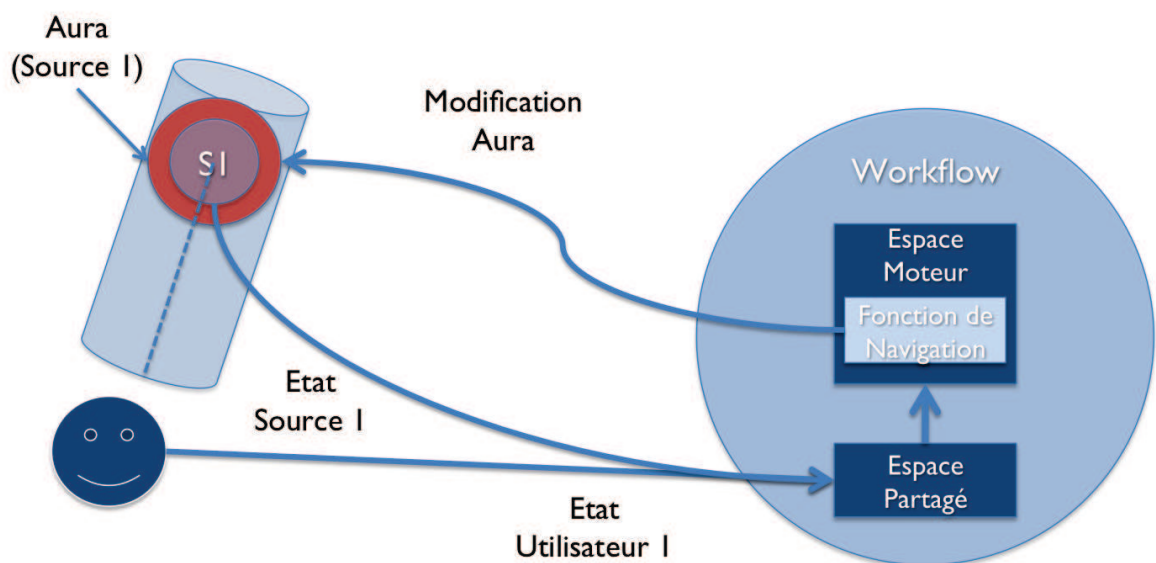 Aura
(Source 1)
S1
Modification
Aura
Workflow
Espace
Moteur
Fonction de
Navigation
Etat
Source 1
Espace
Partagé
Etat
Utilisateur 1